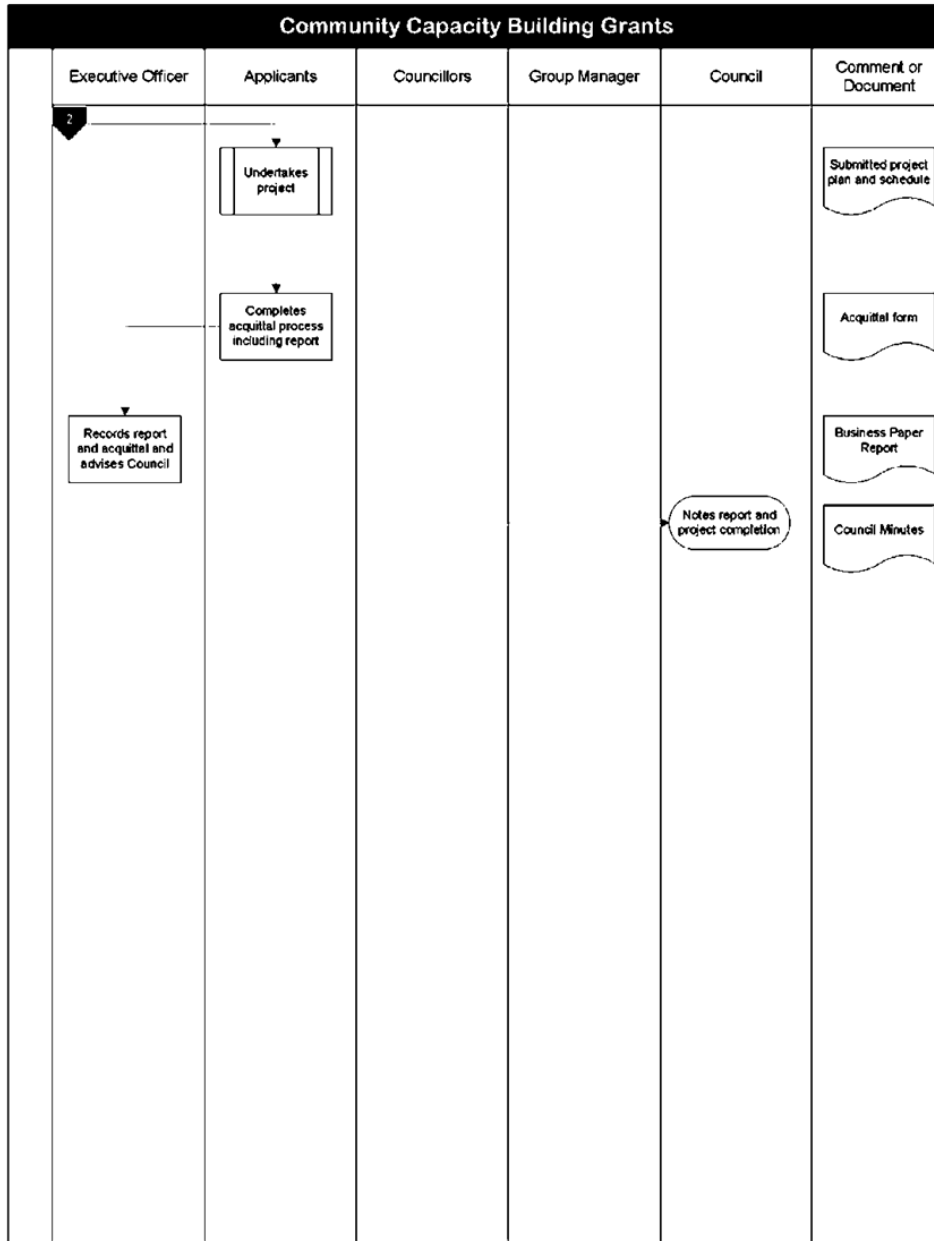 Community Capacity Building Grants
Executive Officer
Applicants
Councillors
Group Manager
Council
Comment or
Document
2
Undertakes
project
Submitted project
plan and schedule
Completes
acquittal process
including report
Acquittal form
Records report
and acquittal and
advises Council
Business Paper
Report
Notes report and
project completion
Council Minutes